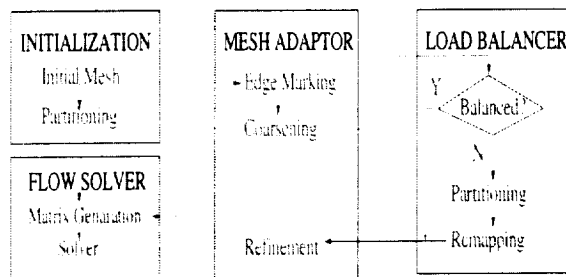 INITIALIZATION
Initial Mesh
Partitioning
FLOW SOLVER
Matrix Genaration
Solver
MESH ADAPTOR
Edge Marking
Coarsening
Refinement
LOAD BALANCER
Y
Balanced?
N
Partitioning
Remapping